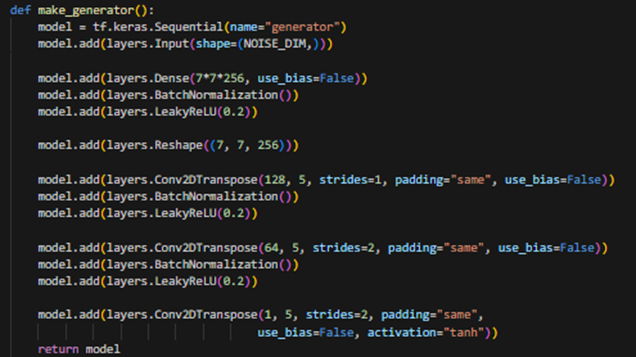 def make_generator():
    model = tf.keras.Sequential(name="generator")
    model.add(layers.Input(shape=(NOISE_DIM,)))
    model.add(layers.Dense(7*7*256, use_bias=False))
    model.add(layers.BatchNormalization())
    model.add(layers.LeakyReLU(0.2))
    model.add(layers.Reshape((7, 7, 256)))
    model.add(layers.Conv2DTranspose(128, 5, strides=1, padding="same", use_bias=False))
    model.add(layers.BatchNormalization())
    model.add(layers.LeakyReLU(0.2))
    model.add(layers.Conv2DTranspose(64, 5, strides=2, padding="same", use_bias=False))
    model.add(layers.BatchNormalization())
    model.add(layers.LeakyReLU(0.2))
    model.add(layers.Conv2DTranspose(1, 5, strides=2, padding="same",
                                     use_bias=False, activation="tanh"))
    return model